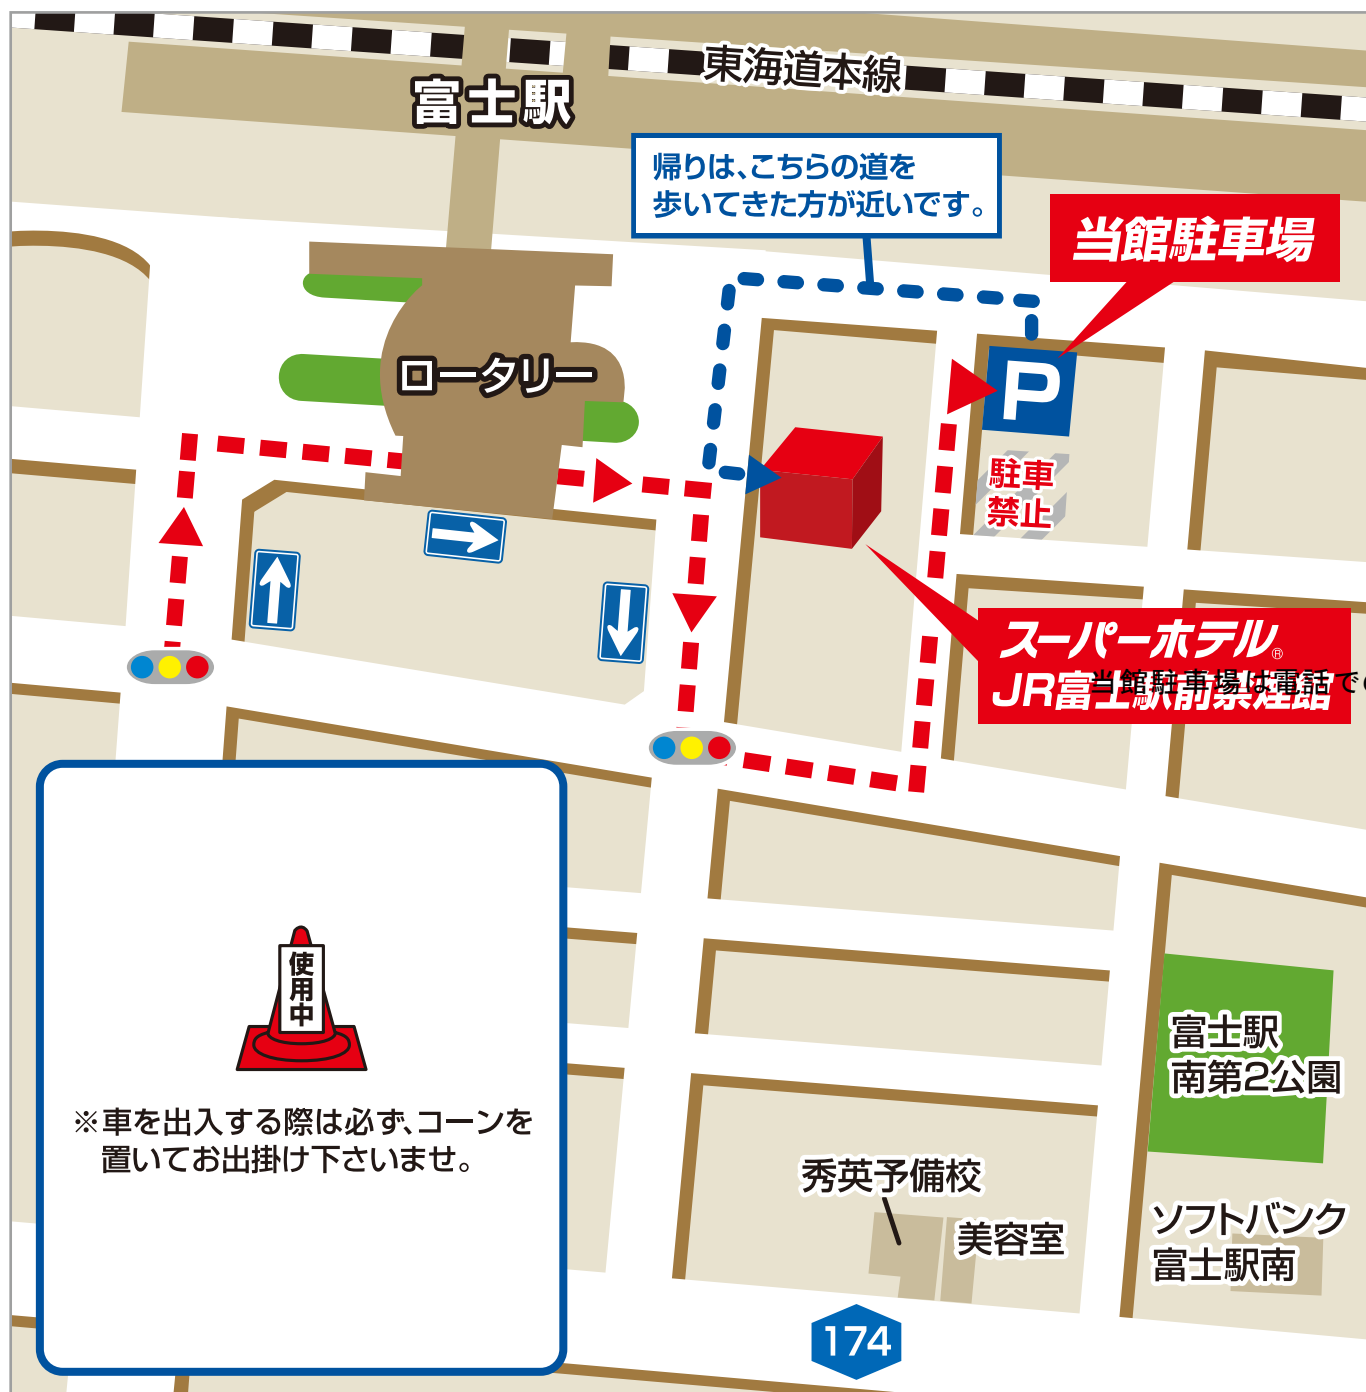 東海道本線
富士駅
帰りは、こちらの道を
歩いてきた方が近いです。
当館駐車場
ロータリー
P
駐車
禁止
スーパーホテル®
JR富士駅前禁煙館
当館駐車場は電話で
使用中
※車を出入する際は必ず、コーンを
置いてお出掛け下さいませ。
富士駅
南第2公園
秀英予備校
美容室
ソフトバンク
富士駅南
174